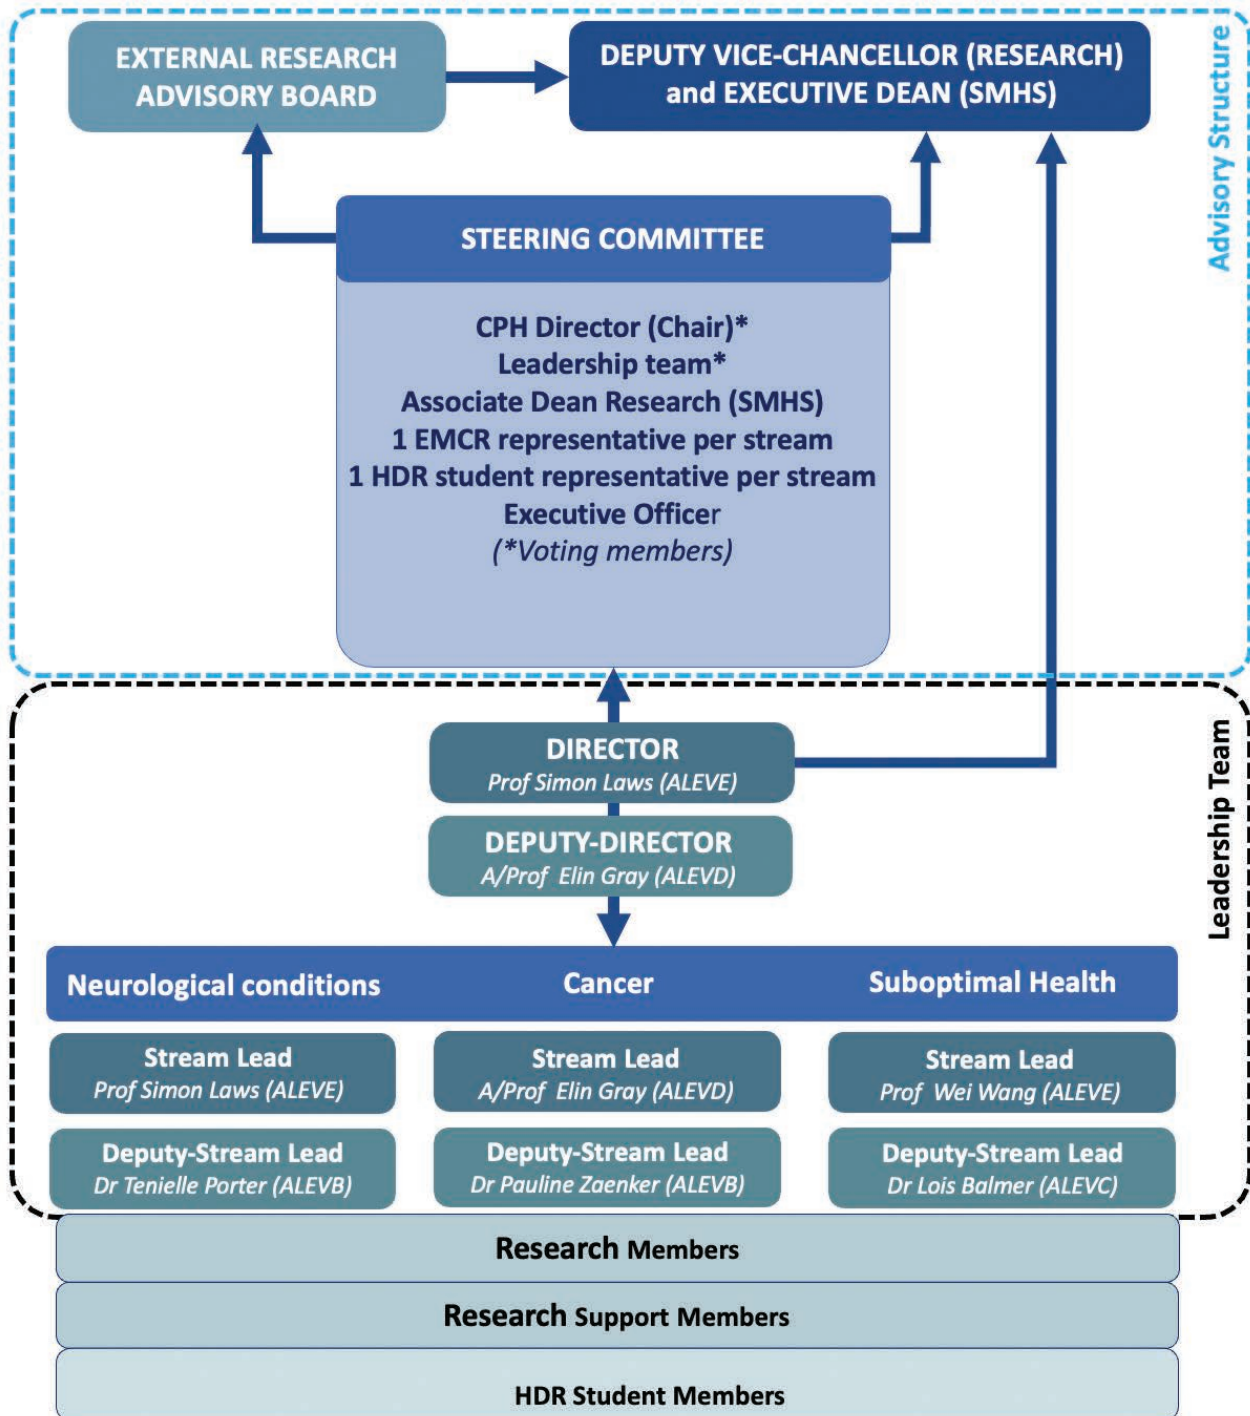 EXTERNAL RESEARCH
ADVISORY BOARD
DEPUTY VICE-CHANCELLOR (RESEARCH)
and EXECUTIVE DEAN (SMHS)
Advisory Structure
STEERING COMMITTEE
CPH Director (Chair)*
Leadership team*
Associate Dean Research (SMHS)
1 EMCR representative per stream
1 HDR student representative per stream
Executive Officer
(*Voting members)
Leadership Team
DIRECTOR
Prof Simon Laws (ALEVE)
DEPUTY-DIRECTOR
A/Prof Elin Gray (ALEVD)
Neurological conditions
Cancer
Suboptimal Health
Stream Lead
Prof Simon Laws (ALEVE)
Stream Lead
A/Prof Elin Gray (ALEVD)
Stream Lead
Prof Wei Wang (ALEVE)
Deputy-Stream Lead
Dr Tenielle Porter (ALEVB)
Deputy-Stream Lead
Dr Pauline Zaenker (ALEVB)
Deputy-Stream Lead
Dr Lois Balmer (ALEVC)
Research Members
Research Support Members
HDR Student Members